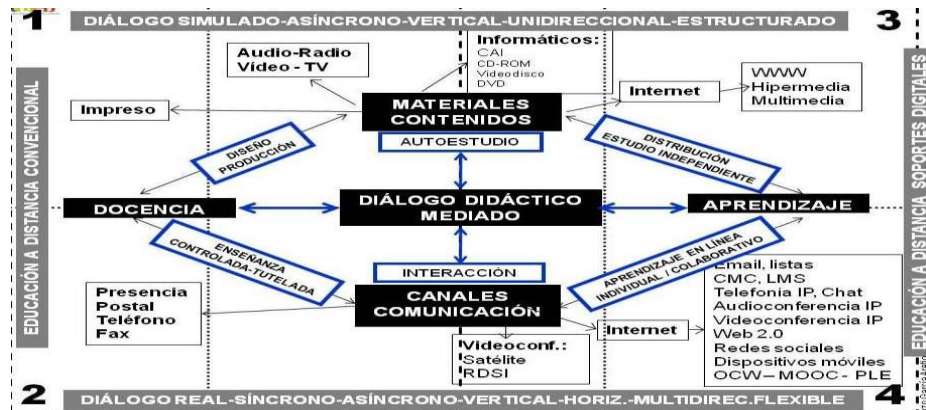 1
DIÁLOGO SIMULADO-ASÍNCRONO-VERTICAL-UNIDIRECCIONAL-ESTRUCTURADO
3
Audio-Radio
Vídeo - TV
Informáticos:
CAI
CD-ROM
Videodisco
DVD
Internet
WWW
Hipermedia
Multimedia
Impreso
MATERIALES
CONTENIDOS
AUTOESTUDIO
DISEÑO
PRODUCCIÓN
DISTRIBUCIÓN
ESTUDIO INDEPENDIENTE
EDUCACIÓN A DISTANCIA CONVENCIONAL
DOCENCIA
DIÁLOGO DIDÁCTICO
MEDIADO
APRENDIZAJE
EDUCACIÓN A DISTANCIA SOPORTES DIGITALES
ENSEÑANZA
CONTROLADA-TUTELADA
INTERACCIÓN
APRENDIZAJE EN LÍNEA
INDIVIDUAL / COLABORATIVO
CANALES
COMUNICACIÓN
Presencia
Postal
Teléfono
Fax
Videoconf.:
Satélite
RDSI
Internet
Email, listas
CMC, LMS
Telefonía IP, Chat
Audioconferencia IP
Videoconferencia IP
Web 2.0
Redes sociales
Dispositivos móviles
OCW– MOOC - PLE
2
DIÁLOGO REAL-SÍNCRONO-ASÍNCRONO-VERTICAL-HORIZ.-MULTIDIREC.FLEXIBLE
4